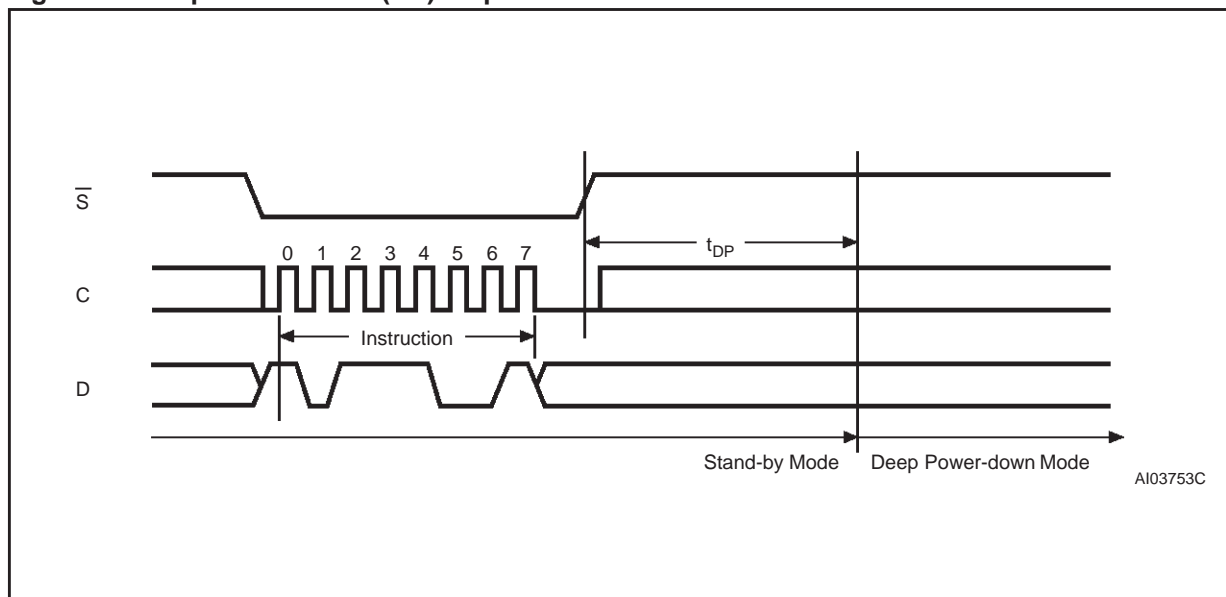 S̅
tDP
0 1 2 3 4 5 6 7
C
Instruction
D
Stand-by Mode Deep Power-down Mode
AI03753C